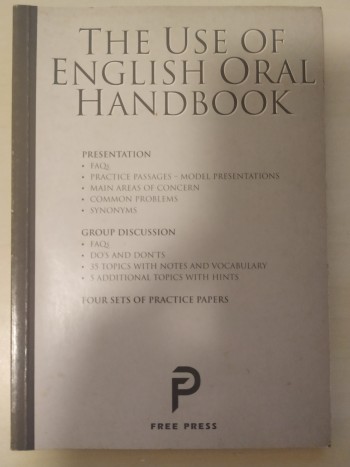 THE USE OF
ENGLISH ORAL
HANDBOOK
PRESENTATION
• FAQs
• PRACTICE PASSAGES – MODEL PRESENTATIONS
• MAIN AREAS OF CONCERN
• COMMON PROBLEMS
• SYNONYMS
GROUP DISCUSSION
• FAQs
• DO'S AND DON'TS
• 35 TOPICS WITH NOTES AND VOCABULARY
• 5 ADDITIONAL TOPICS WITH HINTS
FOUR SETS OF PRACTICE PAPERS
FREE PRESS